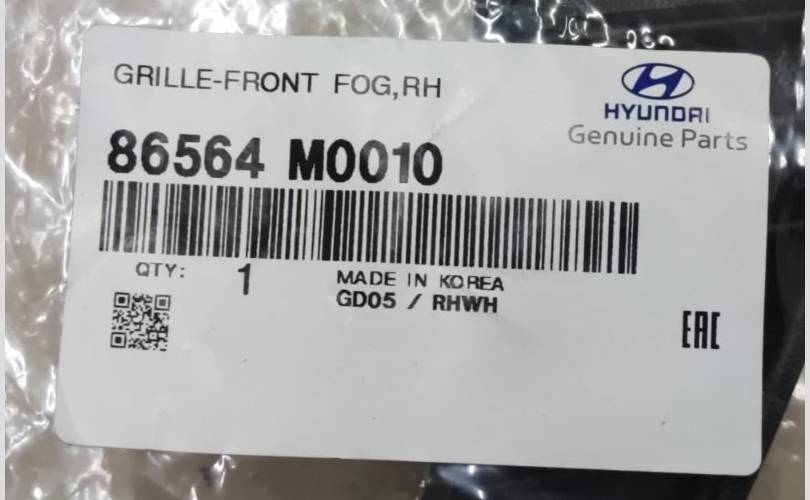 GRILLE-FRONT FOG,RH
HYUNDAI
Genuine Parts
86564 M0010
QTY: 1
MADE IN KOREA
GD05 / RHWH
EAC